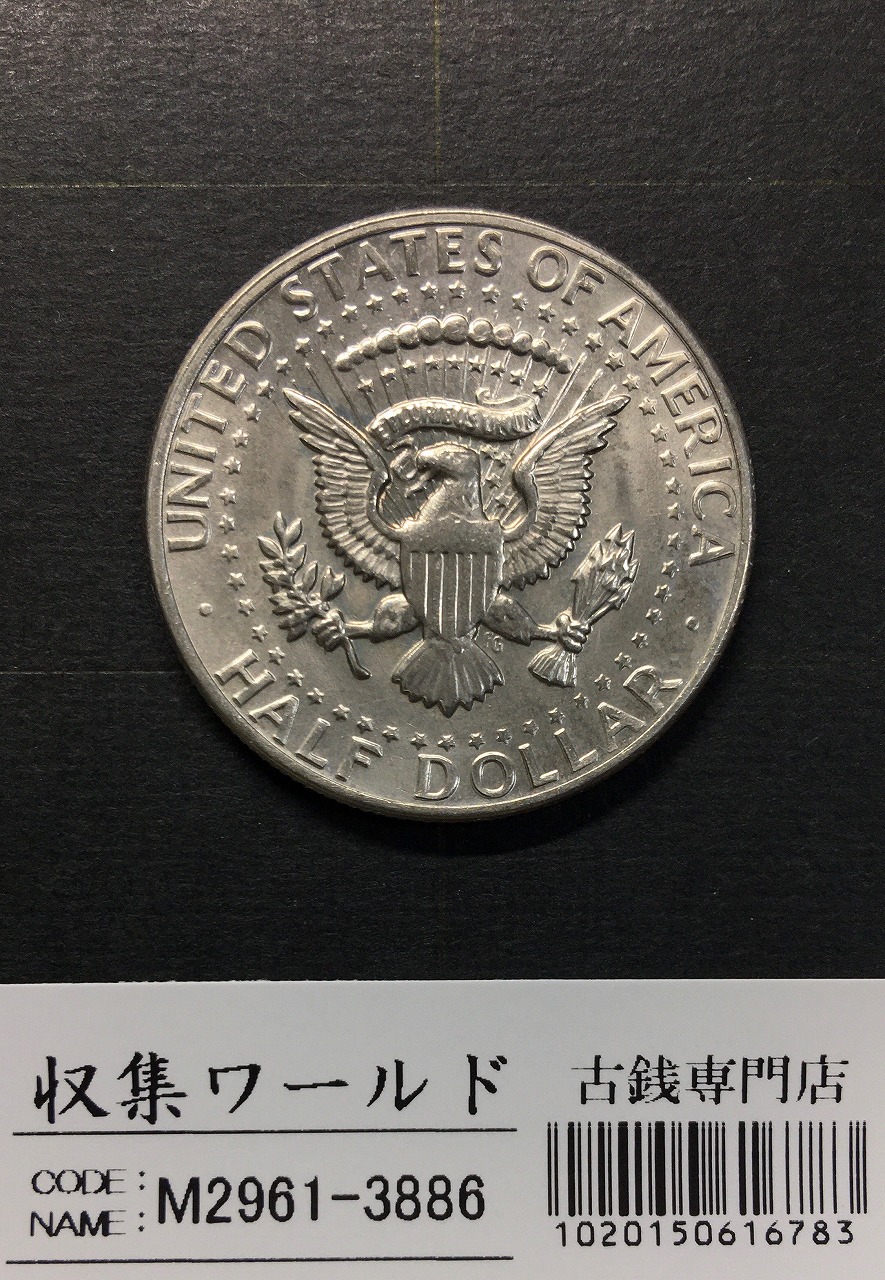 UNITED STATES OF AMERICA
E PLURIBUS UNUM
FG
HALF DOLLAR
収集ワールド
古銭専門店
CODE:
NAME:
M2961-3886
1020150616783